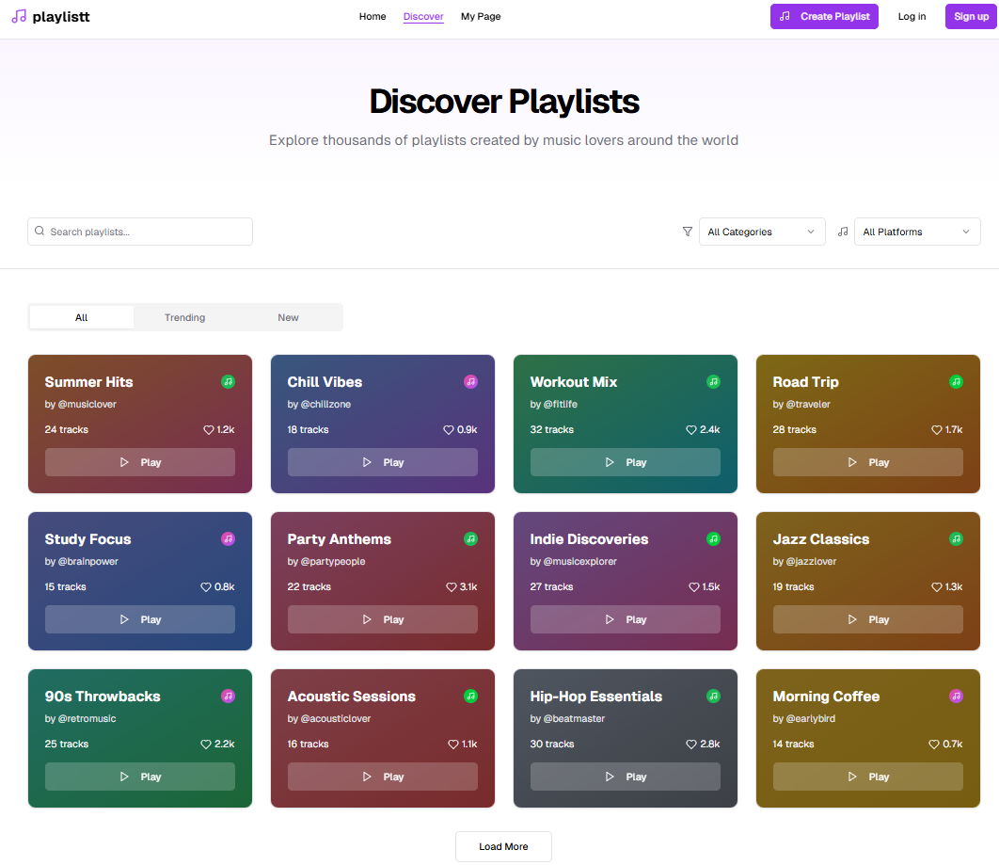 playlistt Home Discover My Page Create Playlist Log in Sign up
Discover Playlists
Explore thousands of playlists created by music lovers around the world
Search playlists... All Categories All Platforms
All Trending New
Summer Hits
by @musiclover
24 tracks 1.2k
Play
Chill Vibes
by @chillzone
18 tracks 0.9k
Play
Workout Mix
by @fitlife
32 tracks 2.4k
Play
Road Trip
by @traveler
28 tracks 1.7k
Play
Study Focus
by @brainpower
15 tracks 0.8k
Play
Party Anthems
by @partypeople
22 tracks 3.1k
Play
Indie Discoveries
by @musicexplorer
27 tracks 1.5k
Play
Jazz Classics
by @jazzlover
19 tracks 1.3k
Play
90s Throwbacks
by @retromusic
25 tracks 2.2k
Play
Acoustic Sessions
by @acousticlover
16 tracks 1.1k
Play
Hip-Hop Essentials
by @beatmaster
30 tracks 2.8k
Play
Morning Coffee
by @earlybird
14 tracks 0.7k
Play
Load More